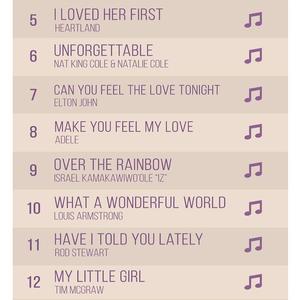 5 I LOVED HER FIRST
HEARTLAND
6 UNFORGETTABLE
NAT KING COLE & NATALIE COLE
7 CAN YOU FEEL THE LOVE TONIGHT
ELTON JOHN
8 MAKE YOU FEEL MY LOVE
ADELE
9 OVER THE RAINBOW
ISRAEL KAMAKAWIWO'OLE "IZ"
10 WHAT A WONDERFUL WORLD
LOUIS ARMSTRONG
11 HAVE I TOLD YOU LATELY
ROD STEWART
12 MY LITTLE GIRL
TIM MCGRAW